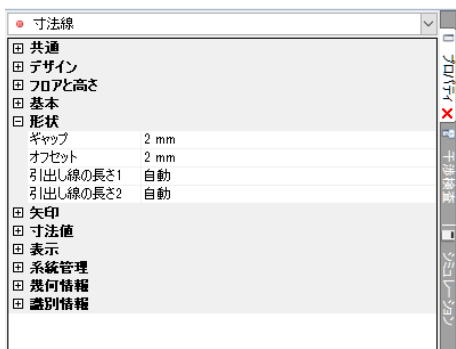 寸法線
共通
デザイン
フロアと高さ
基本
形状
ギャップ 2 mm
オフセット 2 mm
引出し線の長さ1 自動
引出し線の長さ2 自動
矢印
寸法値
表示
系統管理
幾何情報
識別情報
プロパティ
干渉検査
シミュレーション